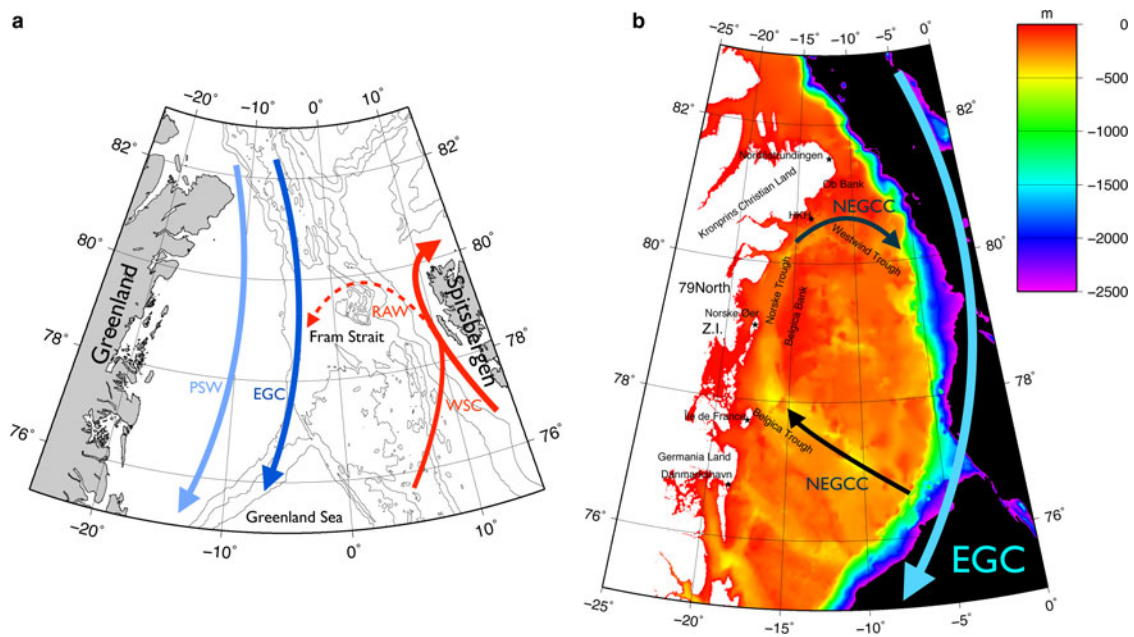 a
−20° −10° 0° 10°
82° 82°
80° 80°
78° 78°
76° 76°
−20° −10° 0° 10°
Greenland
Spitsbergen
RAW
Fram Strait
PSW
EGC
WSC
Greenland Sea
b
−25° −20° −15° −10° −5° 0°
82° 82°
80° 80°
78° 78°
76° 76°
−25° −20° −15° −10° −5° 0°
Nordostrundingen
Kronprins Christian Land
Ob Bank
HKH
NEGCC
Westwind Trough
Norske Trough
79North
Belgica Bank
Norske Øer
Z.I.
Île de France
Belgica Trough
Germania Land
Danmarkshavn
NEGCC
EGC
m
0
−500
−1000
−1500
−2000
−2500